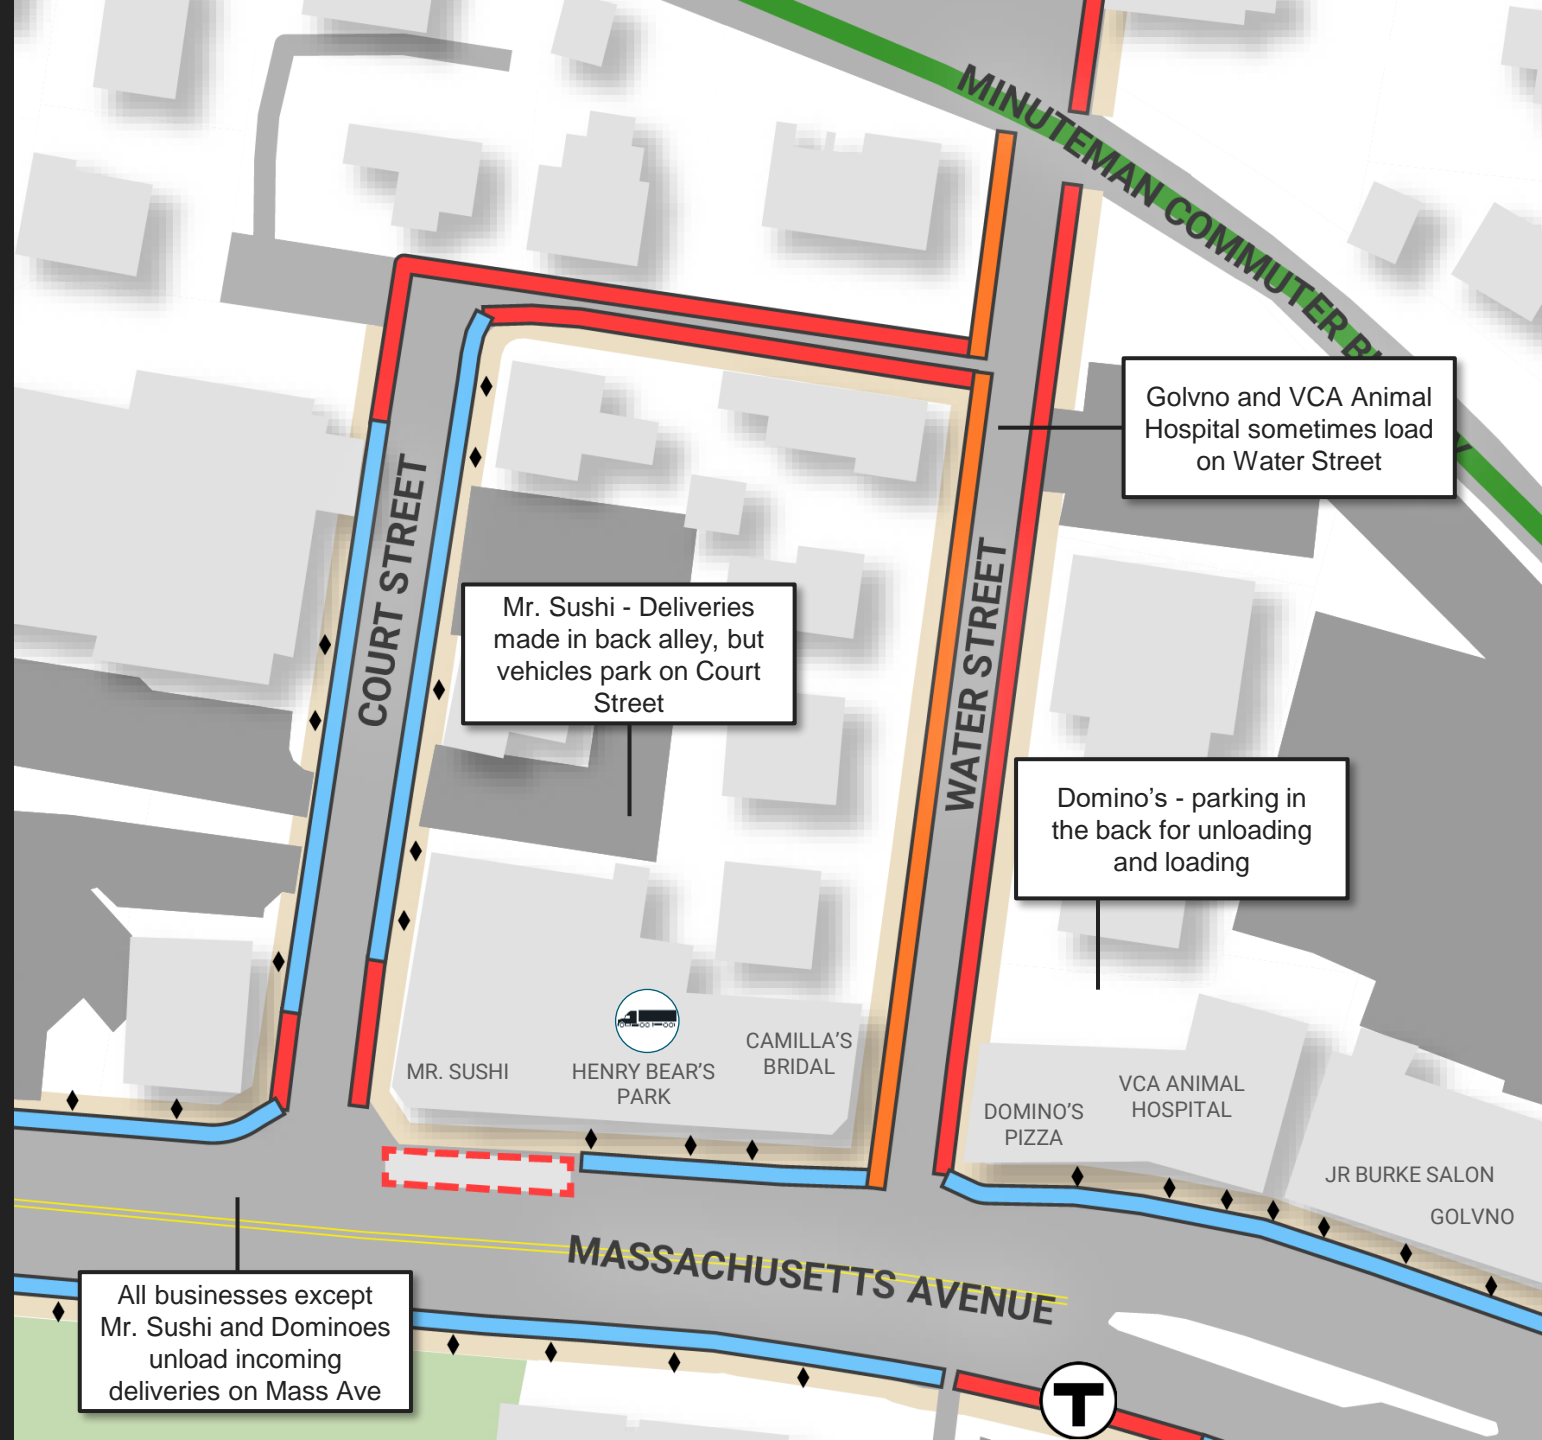 MINUTEMAN COMMUTER B
Golvno and VCA Animal
Hospital sometimes load
on Water Street
COURT STREET
WATER STREET
Mr. Sushi - Deliveries
made in back alley, but
vehicles park on Court
Street
Domino’s - parking in
the back for unloading
and loading
MR. SUSHI
HENRY BEAR’S
PARK
CAMILLA’S
BRIDAL
DOMINO’S
PIZZA
VCA ANIMAL
HOSPITAL
JR BURKE SALON
GOLVNO
MASSACHUSETTS AVENUE
All businesses except
Mr. Sushi and Dominoes
unload incoming
deliveries on Mass Ave
T